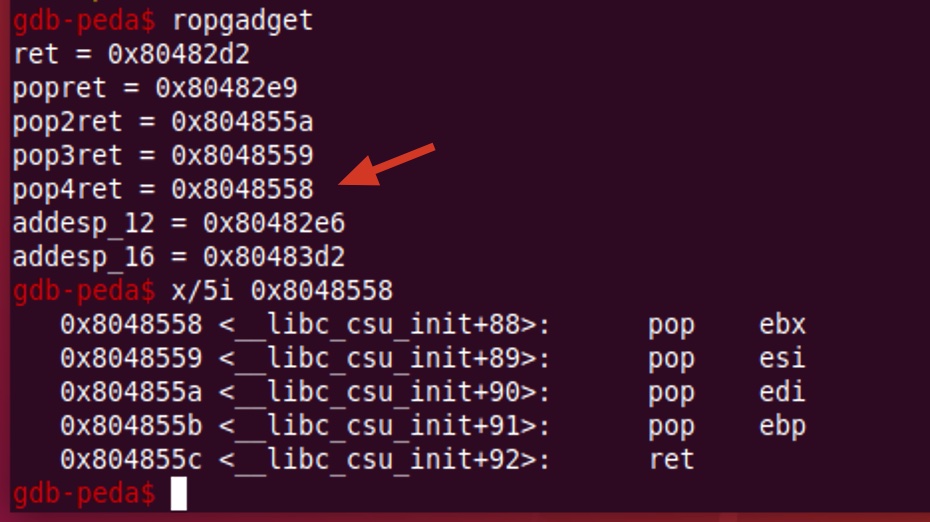 gdb-peda$ ropgadget
ret = 0x80482d2
popret = 0x80482e9
pop2ret = 0x804855a
pop3ret = 0x8048559
pop4ret = 0x8048558
addesp_12 = 0x80482e6
addesp_16 = 0x80483d2
gdb-peda$ x/5i 0x8048558
   0x8048558 <__libc_csu_init+88>:      pop    ebx
   0x8048559 <__libc_csu_init+89>:      pop    esi
   0x804855a <__libc_csu_init+90>:      pop    edi
   0x804855b <__libc_csu_init+91>:      pop    ebp
   0x804855c <__libc_csu_init+92>:      ret
gdb-peda$